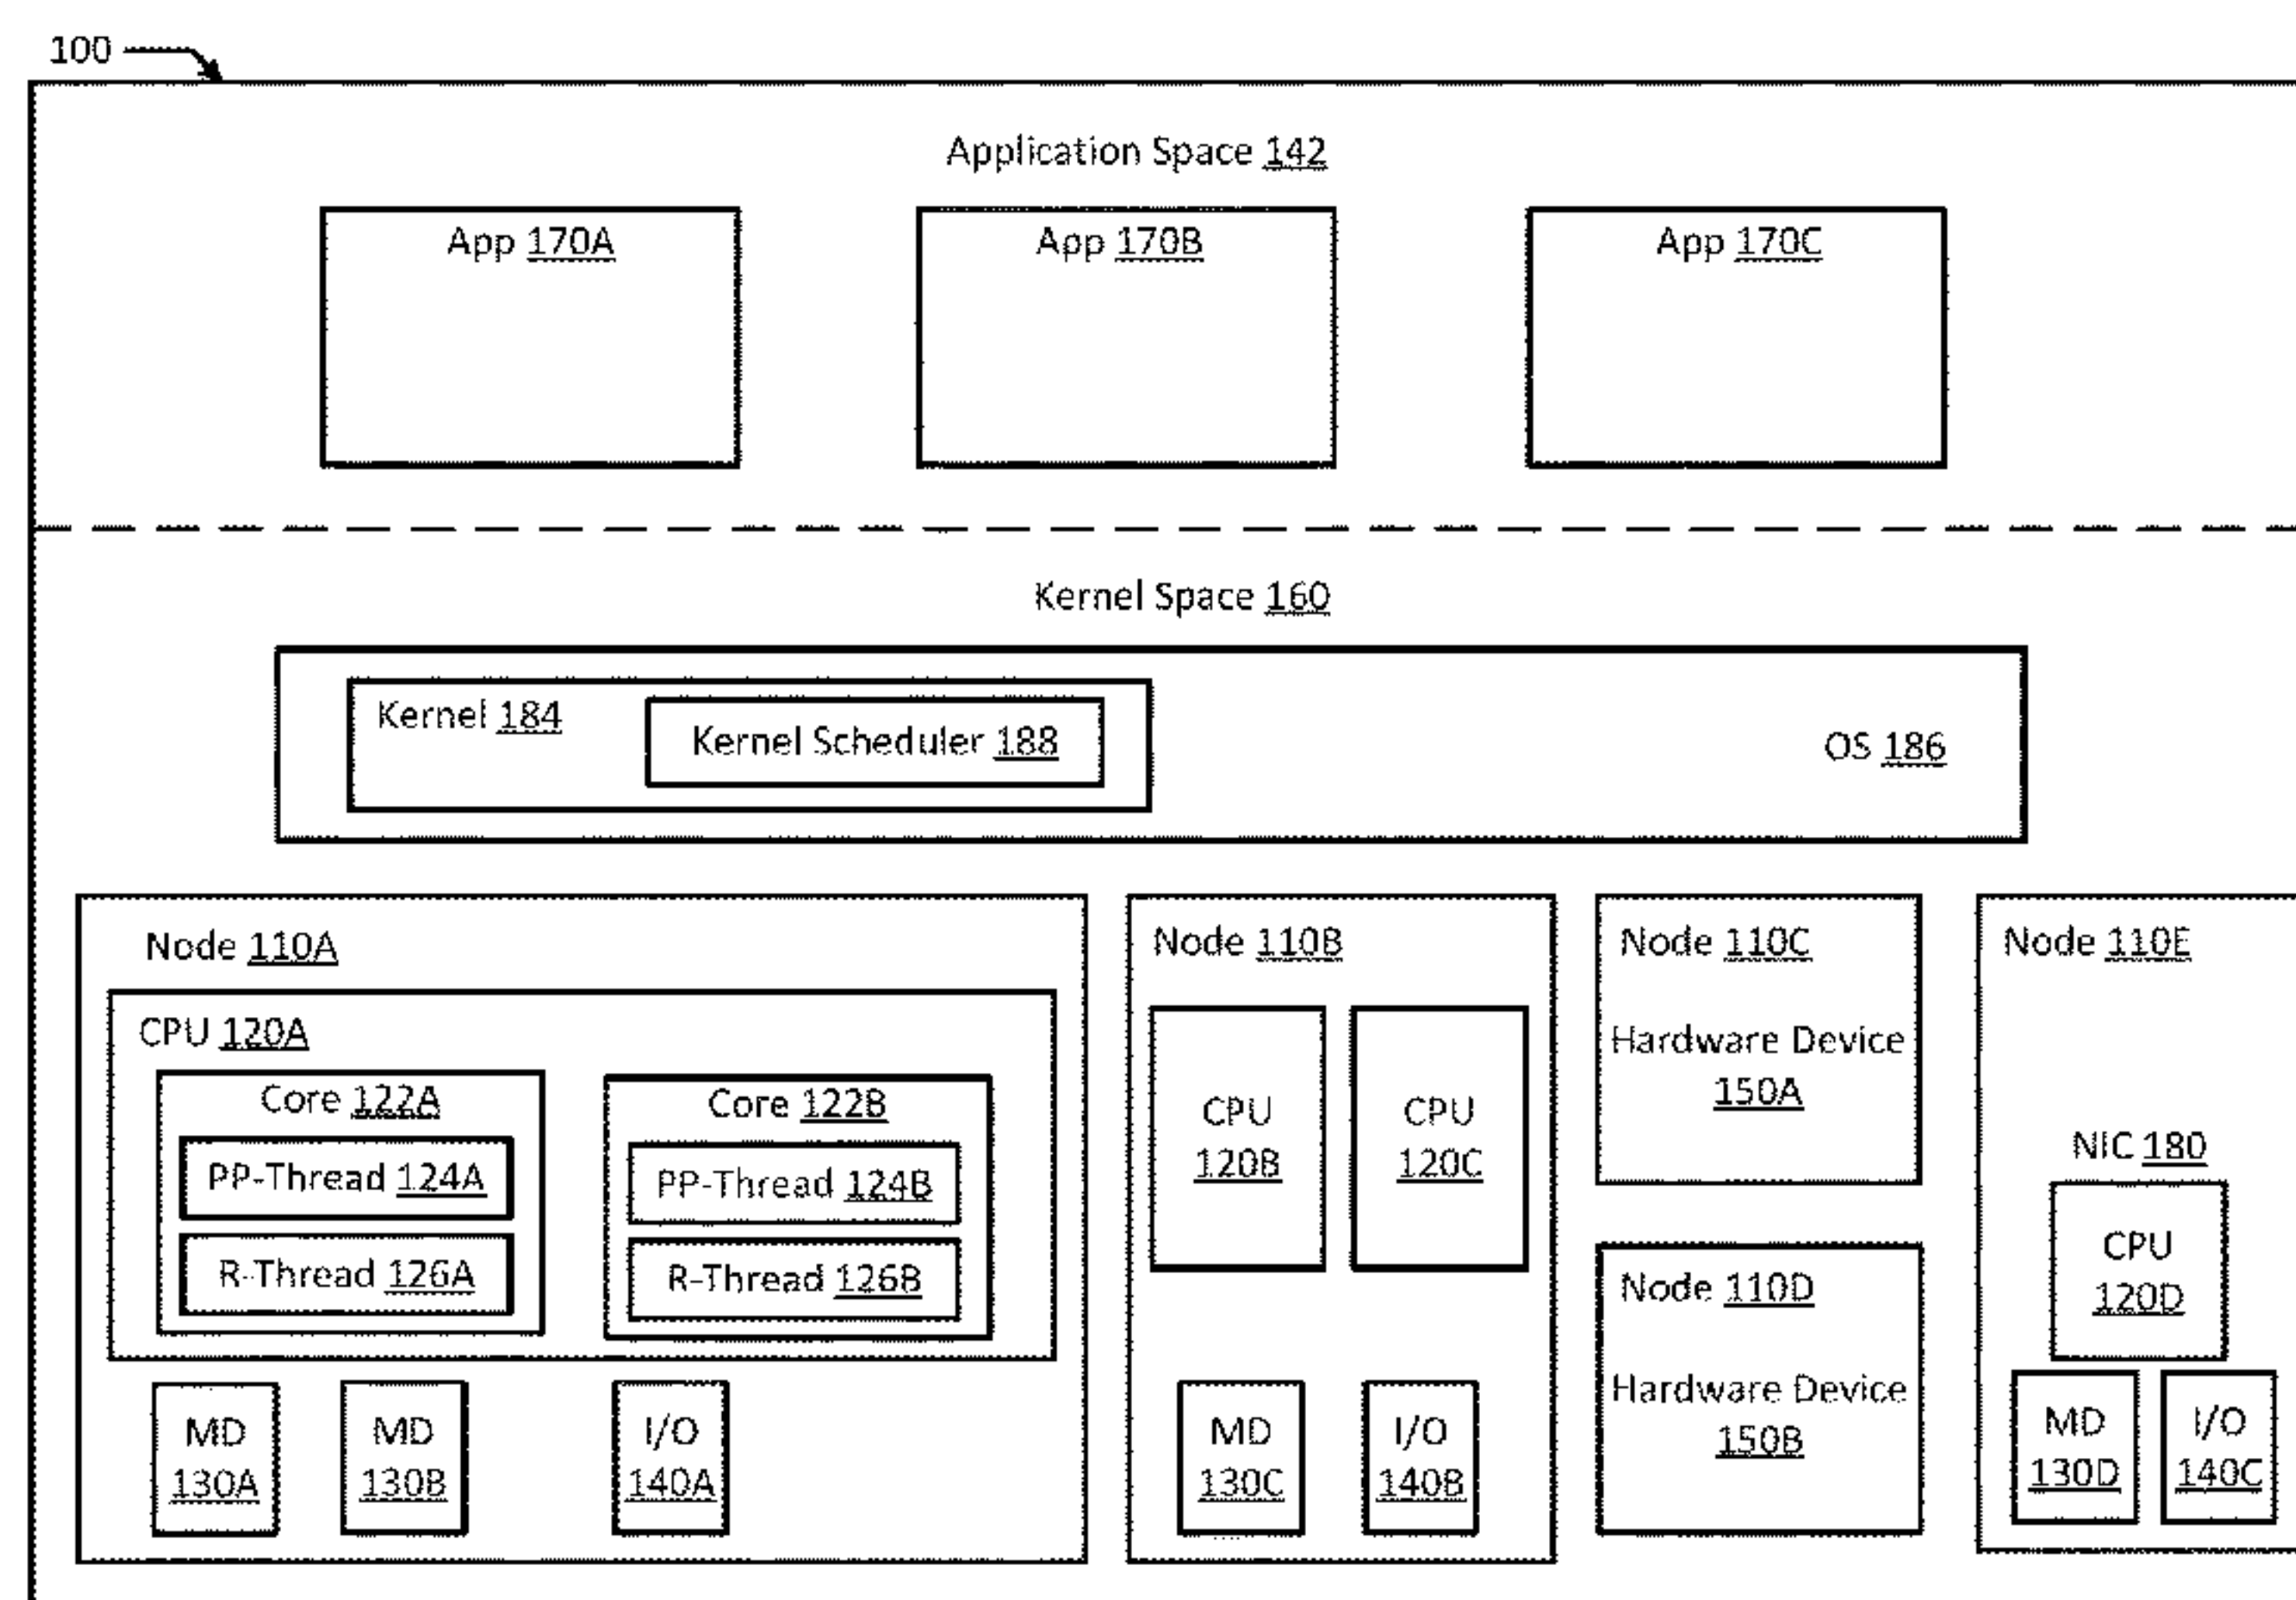 100
Application Space 142
App 170A
App 170B
App 170C
Kernel Space 160
Kernel 184
Kernel Scheduler 188
OS 186
Node 110A
CPU 120A
Core 122A
PP-Thread 124A
R-Thread 126A
Core 122B
PP-Thread 124B
R-Thread 126B
MD
130A
MD
130B
I/O
140A
Node 110B
CPU
120B
CPU
120C
MD
130C
I/O
140B
Node 110C
Hardware Device
150A
Node 110D
Hardware Device
150B
Node 110E
NIC 180
CPU
120D
MD
130D
I/O
140C